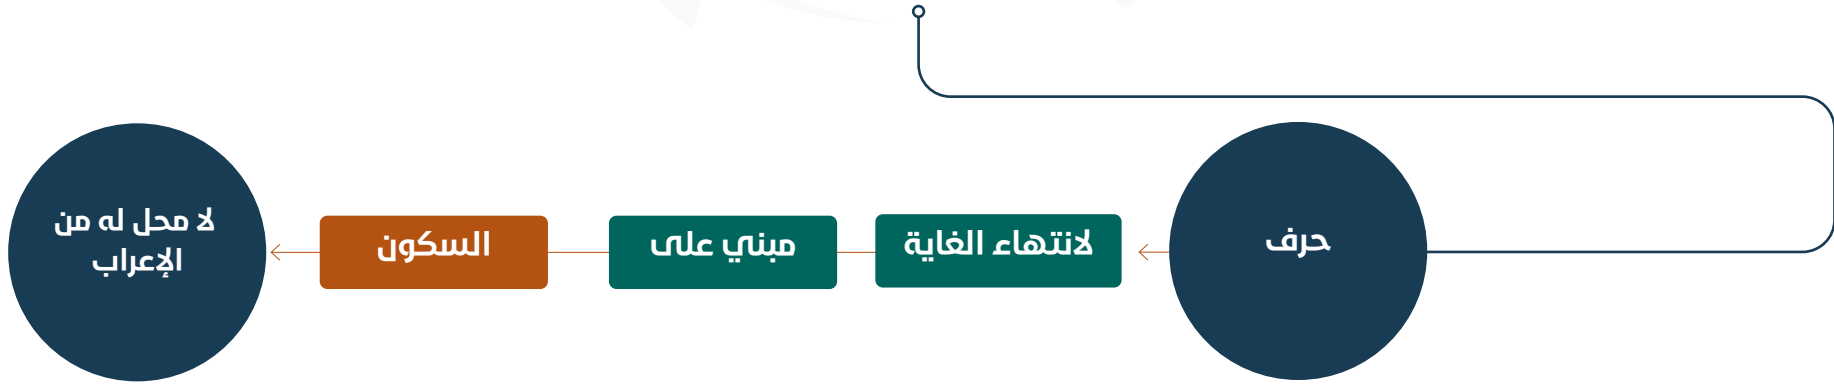 حرف
لانتهاء الغاية
مبني على
السكون
لا محل له من
الإعراب